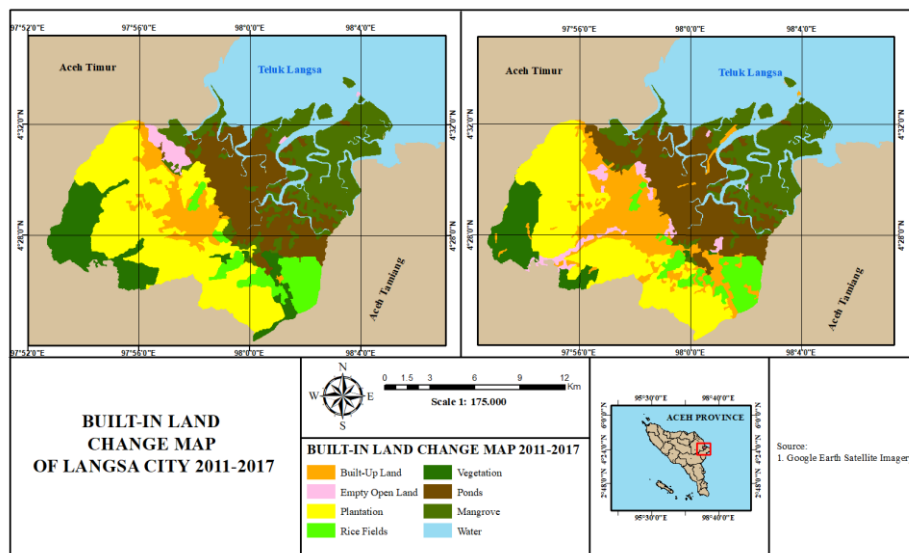 97°52'0"E 97°56'0"E 98°0'0"E 98°4'0"E
97°56'0"E 98°0'0"E 98°4'0"E
Aceh Timur
Teluk Langsa
Aceh Timur
Teluk Langsa
4°32'0"N
4°32'0"N
4°32'0"N
4°28'0"N
4°28'0"N
4°28'0"N
Aceh Tamiang
Aceh Tamiang
97°52'0"E 97°56'0"E 98°0'0"E 98°4'0"E
97°56'0"E 98°0'0"E 98°4'0"E
BUILT-IN LAND
CHANGE MAP
OF LANGSA CITY 2011-2017
N
W E
S
0 1.5 3 6 9 12
Km
Scale 1: 175.000
BUILT-IN LAND CHANGE MAP 2011-2017
Built-Up Land
Empty Open Land
Plantation
Rice Fields
Vegetation
Ponds
Mangrove
Water
95°30'0"E 98°40'0"E
ACEH PROVINCE
95°30'0"E 98°40'0"E
Source:
1. Google Earth Satellite Imager